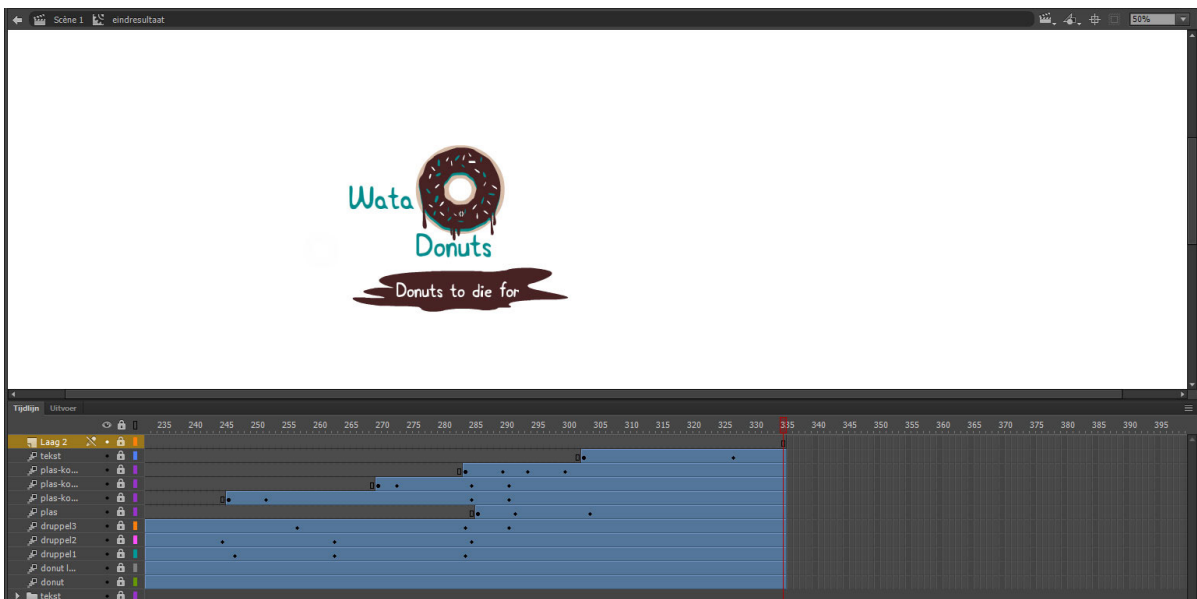 Scène 1 eindresultaat 50%
Wata
Donuts
Donuts to die for
Tijdlijn Uitvoer
235 240 245 250 255 260 265 270 275 280 285 290 295 300 305 310 315 320 325 330 335 340 345 350 355 360 365 370 375 380 385 390 395
Laag 2
tekst
plas-ko...
plas-ko...
plas-ko...
plas
druppel3
druppel2
druppel1
donut l...
donut
tekst